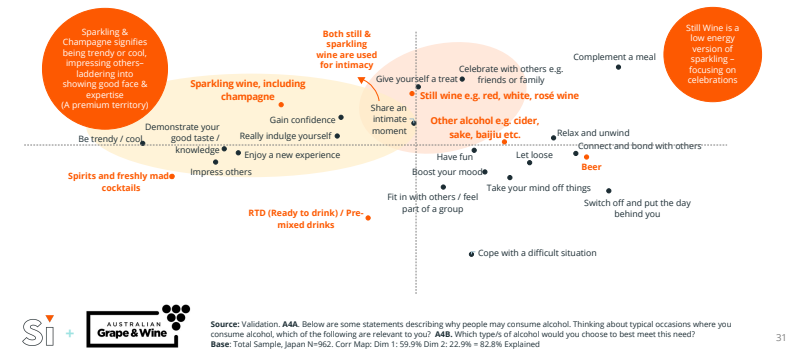 Sparkling &
Champagne signifies
being trendy or cool,
impressing others–
laddering into
showing good face &
expertise
(A premium territory)
Both still &
sparkling
wine are used
for intimacy
Still Wine is a
low energy
version of
sparkling –
focusing on
celebrations
Complement a meal
Celebrate with others e.g.
friends or family
Give yourself a treat
Sparkling wine, including
champagne
Still wine e.g. red, white, rosé wine
Share an
intimate
moment
Gain confidence
Other alcohol e.g. cider,
sake, baijiu etc.
Demonstrate your
good taste /
knowledge
Be trendy / cool
Really indulge yourself
Relax and unwind
Connect and bond with others
Enjoy a new experience
Have fun
Let loose
Beer
Impress others
Boost your mood
Spirits and freshly made
cocktails
Take your mind off things
Fit in with others / feel
part of a group
Switch off and put the day
behind you
RTD (Ready to drink) / Pre-
mixed drinks
Cope with a difficult situation
Si + AUSTRALIAN
Grape & Wine
Source: Validation. A4A. Below are some statements describing why people may consume alcohol. Thinking about typical occasions where you
consume alcohol, which of the following are relevant to you? A4B. Which type/s of alcohol would you choose to best meet this need?
Base: Total Sample, Japan N=962. Corr Map: Dim 1: 59.9% Dim 2: 22.9% = 82.8% Explained
31